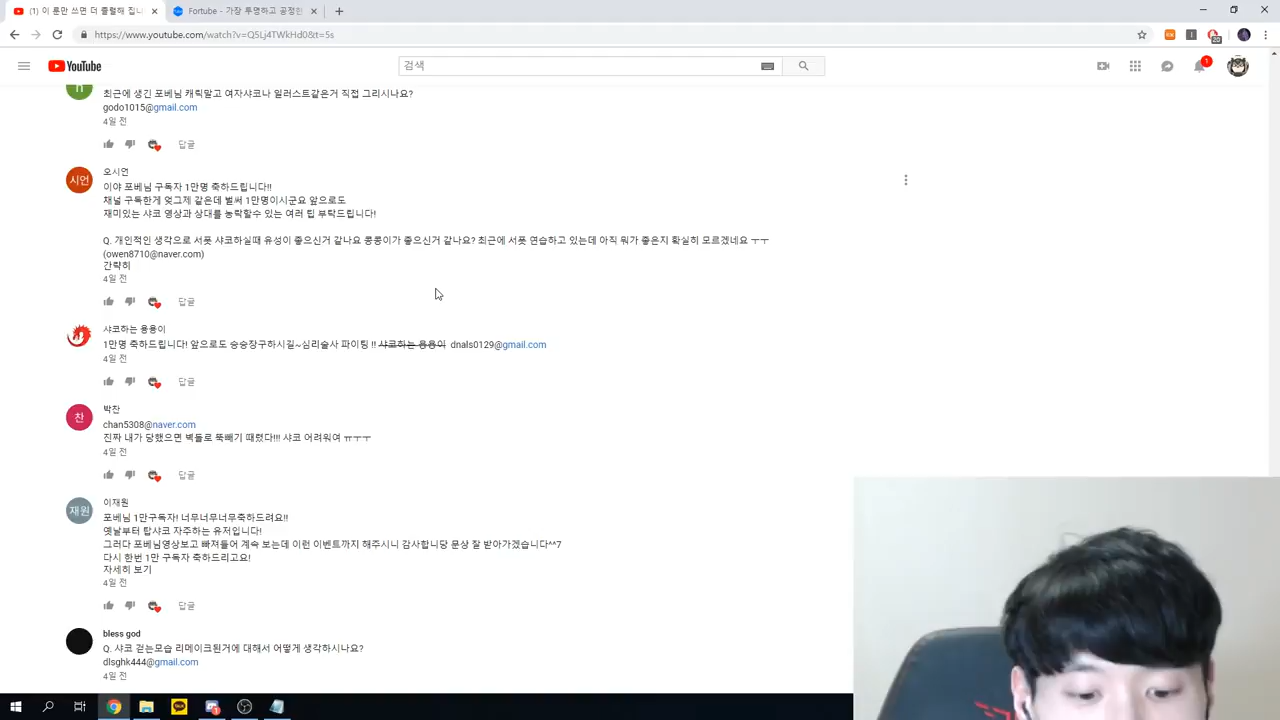 (1) 이 룬만 쓰면 더 졸렬해 집니
Fortube - 가장 투명하고 공정한
https://www.youtube.com/watch?v=Q5Lj4TWkHd0&t=5s
20
YouTube
검색
1
n
최근에 생긴 포베님 캐릭말고 여자샤코나 일러스트같은거 직접 그리시나요?
godo1015@gmail.com
4일 전
답글
시언
오시언
이야 포베님 구독자 1만명 축하드립니다!!
채널 구독한게 엊그제 같은데 벌써 1만명이시군요 앞으로도
재미있는 샤코 영상과 상대를 농락할수 있는 여러 팁 부탁드립니다!
Q. 개인적인 생각으로 서폿 샤코하실때 유성이 좋으신거 같나요 콩콩이가 좋으신거 같나요? 최근에 서폿 연습하고 있는데 아직 뭐가 좋은지 확실히 모르겠네요 ㅜㅜ
(owen8710@naver.com)
간략히
4일 전
답글
샤코하는 용용이
1만명 축하드립니다! 앞으로도 승승장구하시길~심리술사 파이팅 !! 샤코하는 용용이 dnals0129@gmail.com
4일 전
답글
찬
박찬
chan5308@naver.com
진짜 내가 당했으면 벽돌로 뚝빼기 때렸다!!! 샤코 어려워여 ㅠㅜㅜ
4일 전
답글
재원
이재원
포베님 1만구독자! 너무너무너무축하드려요!!
옛날부터 탑샤코 자주하는 유저입니다!
그러다 포베님영상보고 빠져들어 계속 보는데 이런 이벤트까지 해주시니 감사합니당 문상 잘 받아가겠습니다^^7
다시 한번 1만 구독자 축하드리고요!
자세히 보기
4일 전
답글
bless god
Q. 샤코 걷는모습 리메이크된거에 대해서 어떻게 생각하시나요?
dlsghk444@gmail.com
4일 전